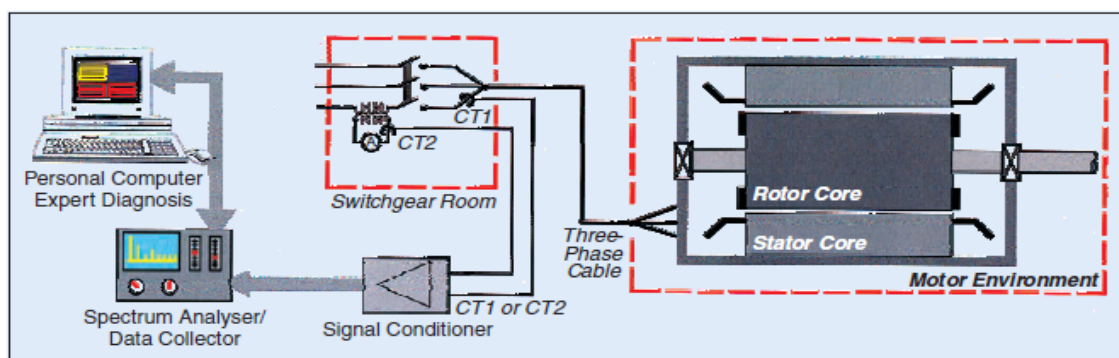 Personal Computer
Expert Diagnosis
Spectrum Analyser/
Data Collector
Signal Conditioner
CT1 or CT2
CT1
CT2
A
Switchgear Room
Three-
Phase
Cable
Rotor Core
Stator Core
Motor Environment